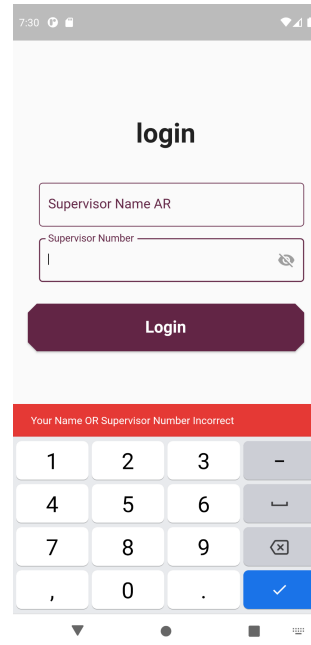 7:30
login
Supervisor Name AR
Supervisor Number
Login
Your Name OR Supervisor Number Incorrect
1 2 3 –
4 5 6
7 8 9
, 0 .